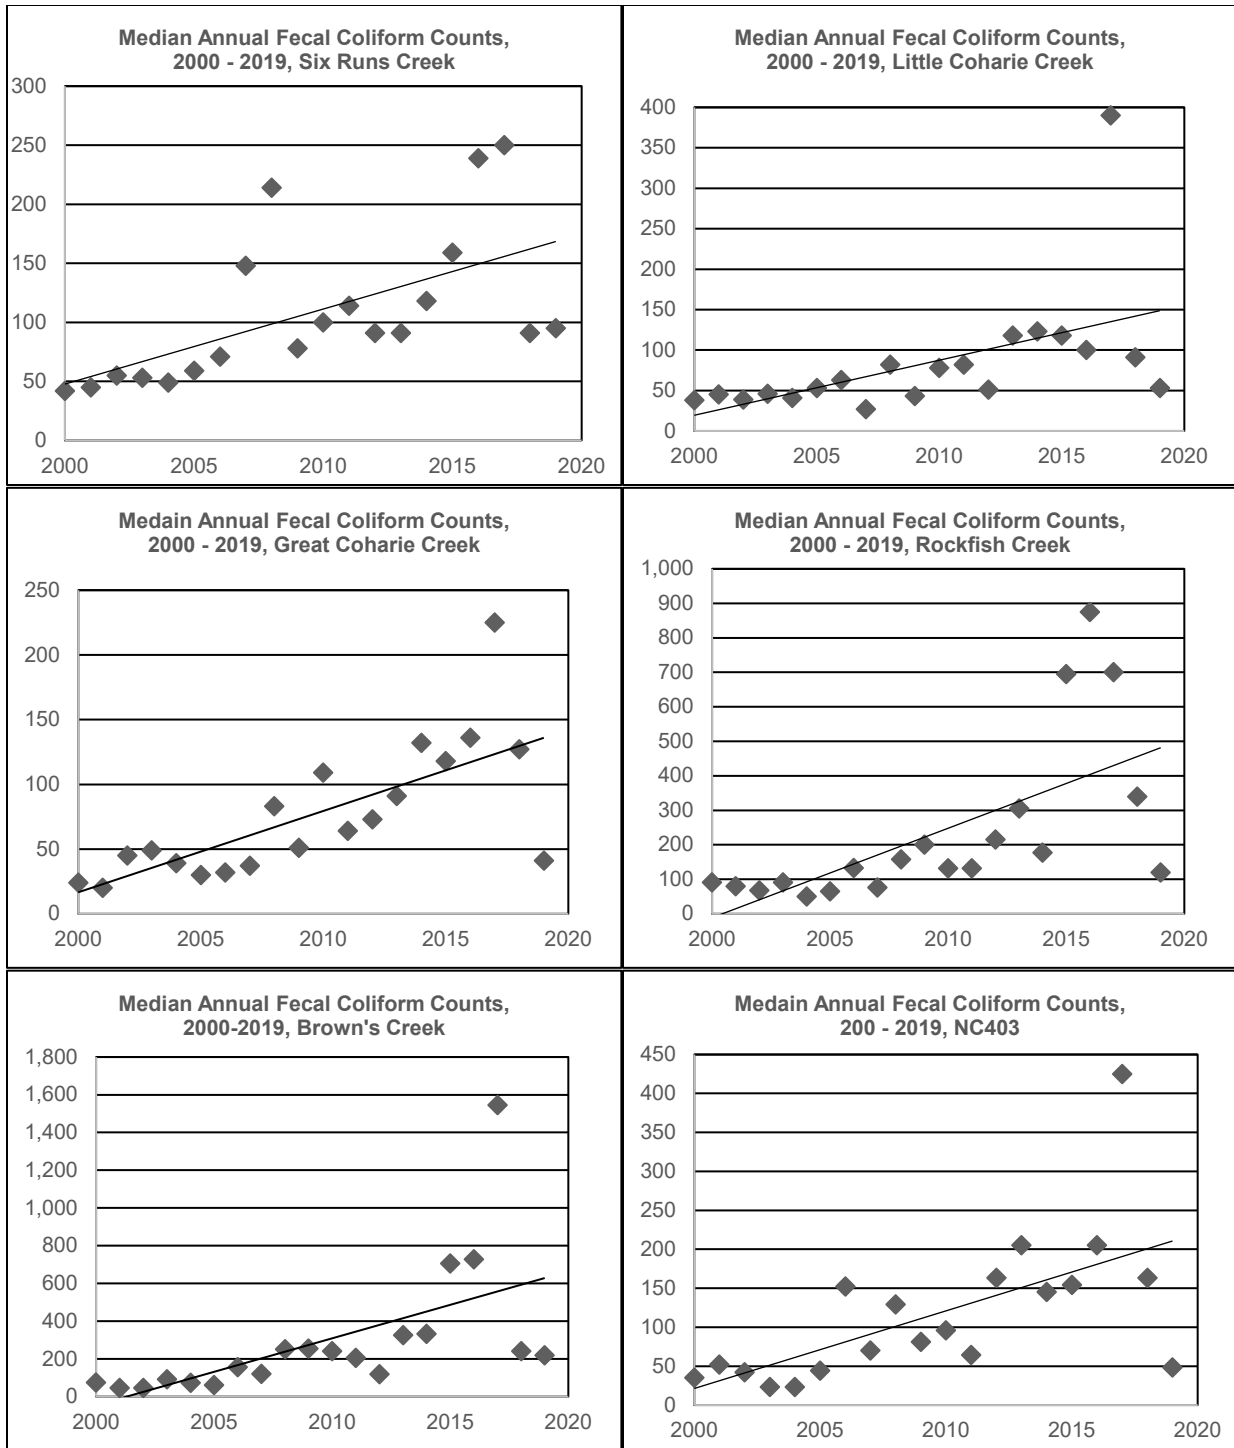 Median Annual Fecal Coliform Counts,
2000 - 2019, Six Runs Creek
300
250
200
150
100
50
0
2000 2005 2010 2015 2020
Median Annual Fecal Coliform Counts,
2000 - 2019, Little Coharie Creek
400
350
300
250
200
150
100
50
0
2000 2005 2010 2015 2020
Medain Annual Fecal Coliform Counts,
2000 - 2019, Great Coharie Creek
250
200
150
100
50
0
2000 2005 2010 2015 2020
Median Annual Fecal Coliform Counts,
2000 - 2019, Rockfish Creek
1,000
900
800
700
600
500
400
300
200
100
0
2000 2005 2010 2015 2020
Median Annual Fecal Coliform Counts,
2000-2019, Brown's Creek
1,800
1,600
1,400
1,200
1,000
800
600
400
200
0
2000 2005 2010 2015 2020
Medain Annual Fecal Coliform Counts,
200 - 2019, NC403
450
400
350
300
250
200
150
100
50
0
2000 2005 2010 2015 2020